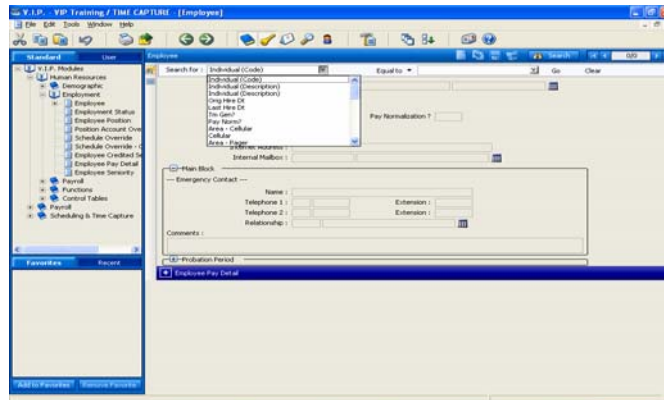 V.I.P. - VIP Training / TIME CAPTURE - [Employee]
File Edit Tools Window Help
Standard User
Employee
Search
0/0
V.I.P. Modules
Human Resources
Demographic
Employment
Employee
Employment Status
Employee Position
Position Account Ove
Schedule Override
Schedule Override - C
Employee Credited Se
Employee Pay Detail
Employee Seniority
Payroll
Functions
Control Tables
Payroll
Scheduling & Time Capture
Search For : Individual (Code) Equal to Go Clear
Individual (Code)
Individual (Description)
Individual (Description)
Orig Hire Dt
Last Hire Dt
I'm Gen?
Pay Norm?
Area - Cellular
Cellular
Area - Pager
Pay Normalization ?
Internet Address :
Internal Mailbox :
Main Block
Emergency Contact
Name :
Telephone 1 : Extension :
Telephone 2 : Extension :
Relationship :
Comments :
Probation Period
Employee Pay Detail
Favorites Recent
Add to Favorites Remove Favorite